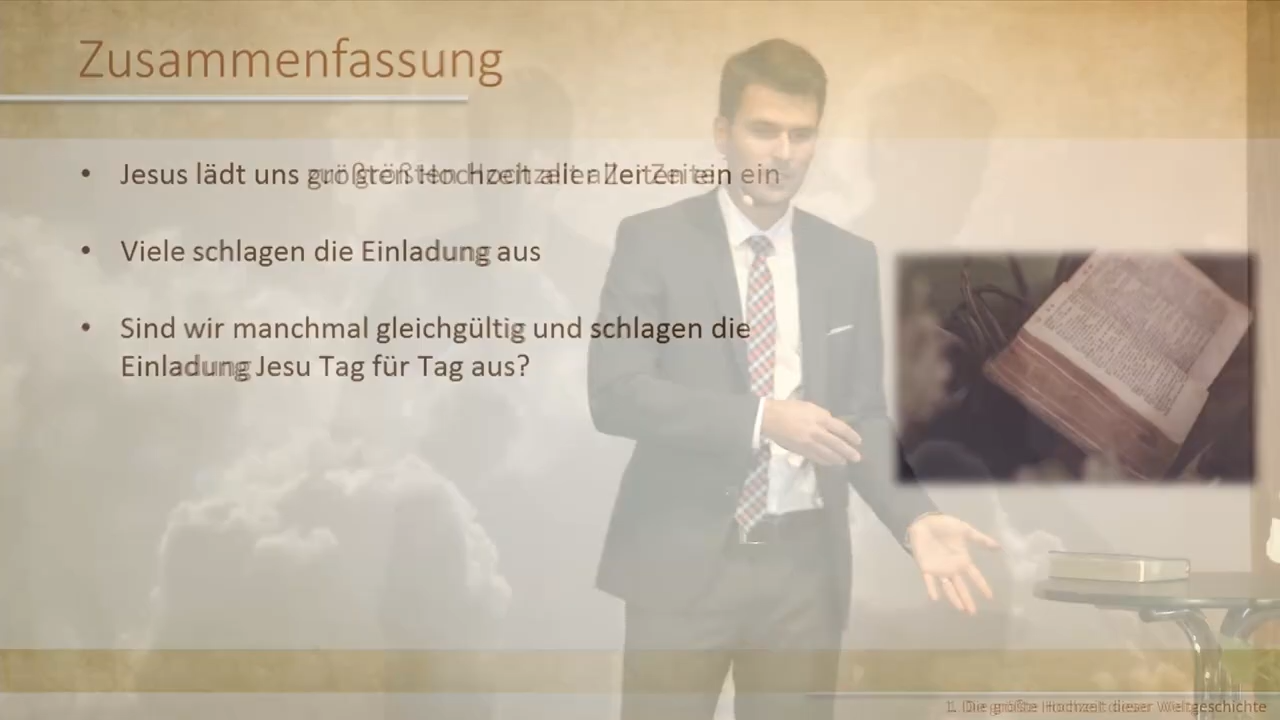 Zusammenfassung
• Jesus lädt uns zur größten Hochzeit aller Zeiten ein
• Viele schlagen die Einladung aus
• Sind wir manchmal gleichgültig und schlagen die
Einladung Jesu Tag für Tag aus?
1. Die größte Hochzeit dieser Weltgeschichte